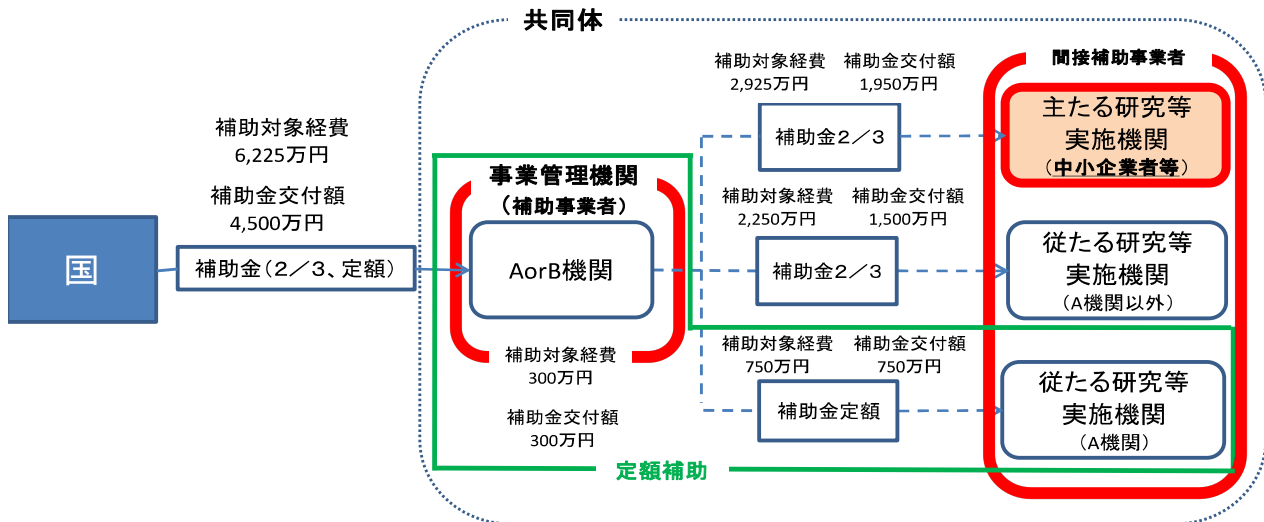 共同体
補助対象経費
6,225万円
補助金交付額
4,500万円
国
補助金（2／3、定額）
事業管理機関
（補助事業者）
AorB機関
補助対象経費
300万円
補助金交付額
300万円
定額補助
補助対象経費 補助金交付額
2,925万円 1,950万円
補助金2／3
補助対象経費 補助金交付額
2,250万円 1,500万円
補助金2／3
補助対象経費 補助金交付額
750万円 750万円
補助金定額
間接補助事業者
主たる研究等
実施機関
（中小企業者等）
従たる研究等
実施機関
（A機関以外）
従たる研究等
実施機関
（A機関）